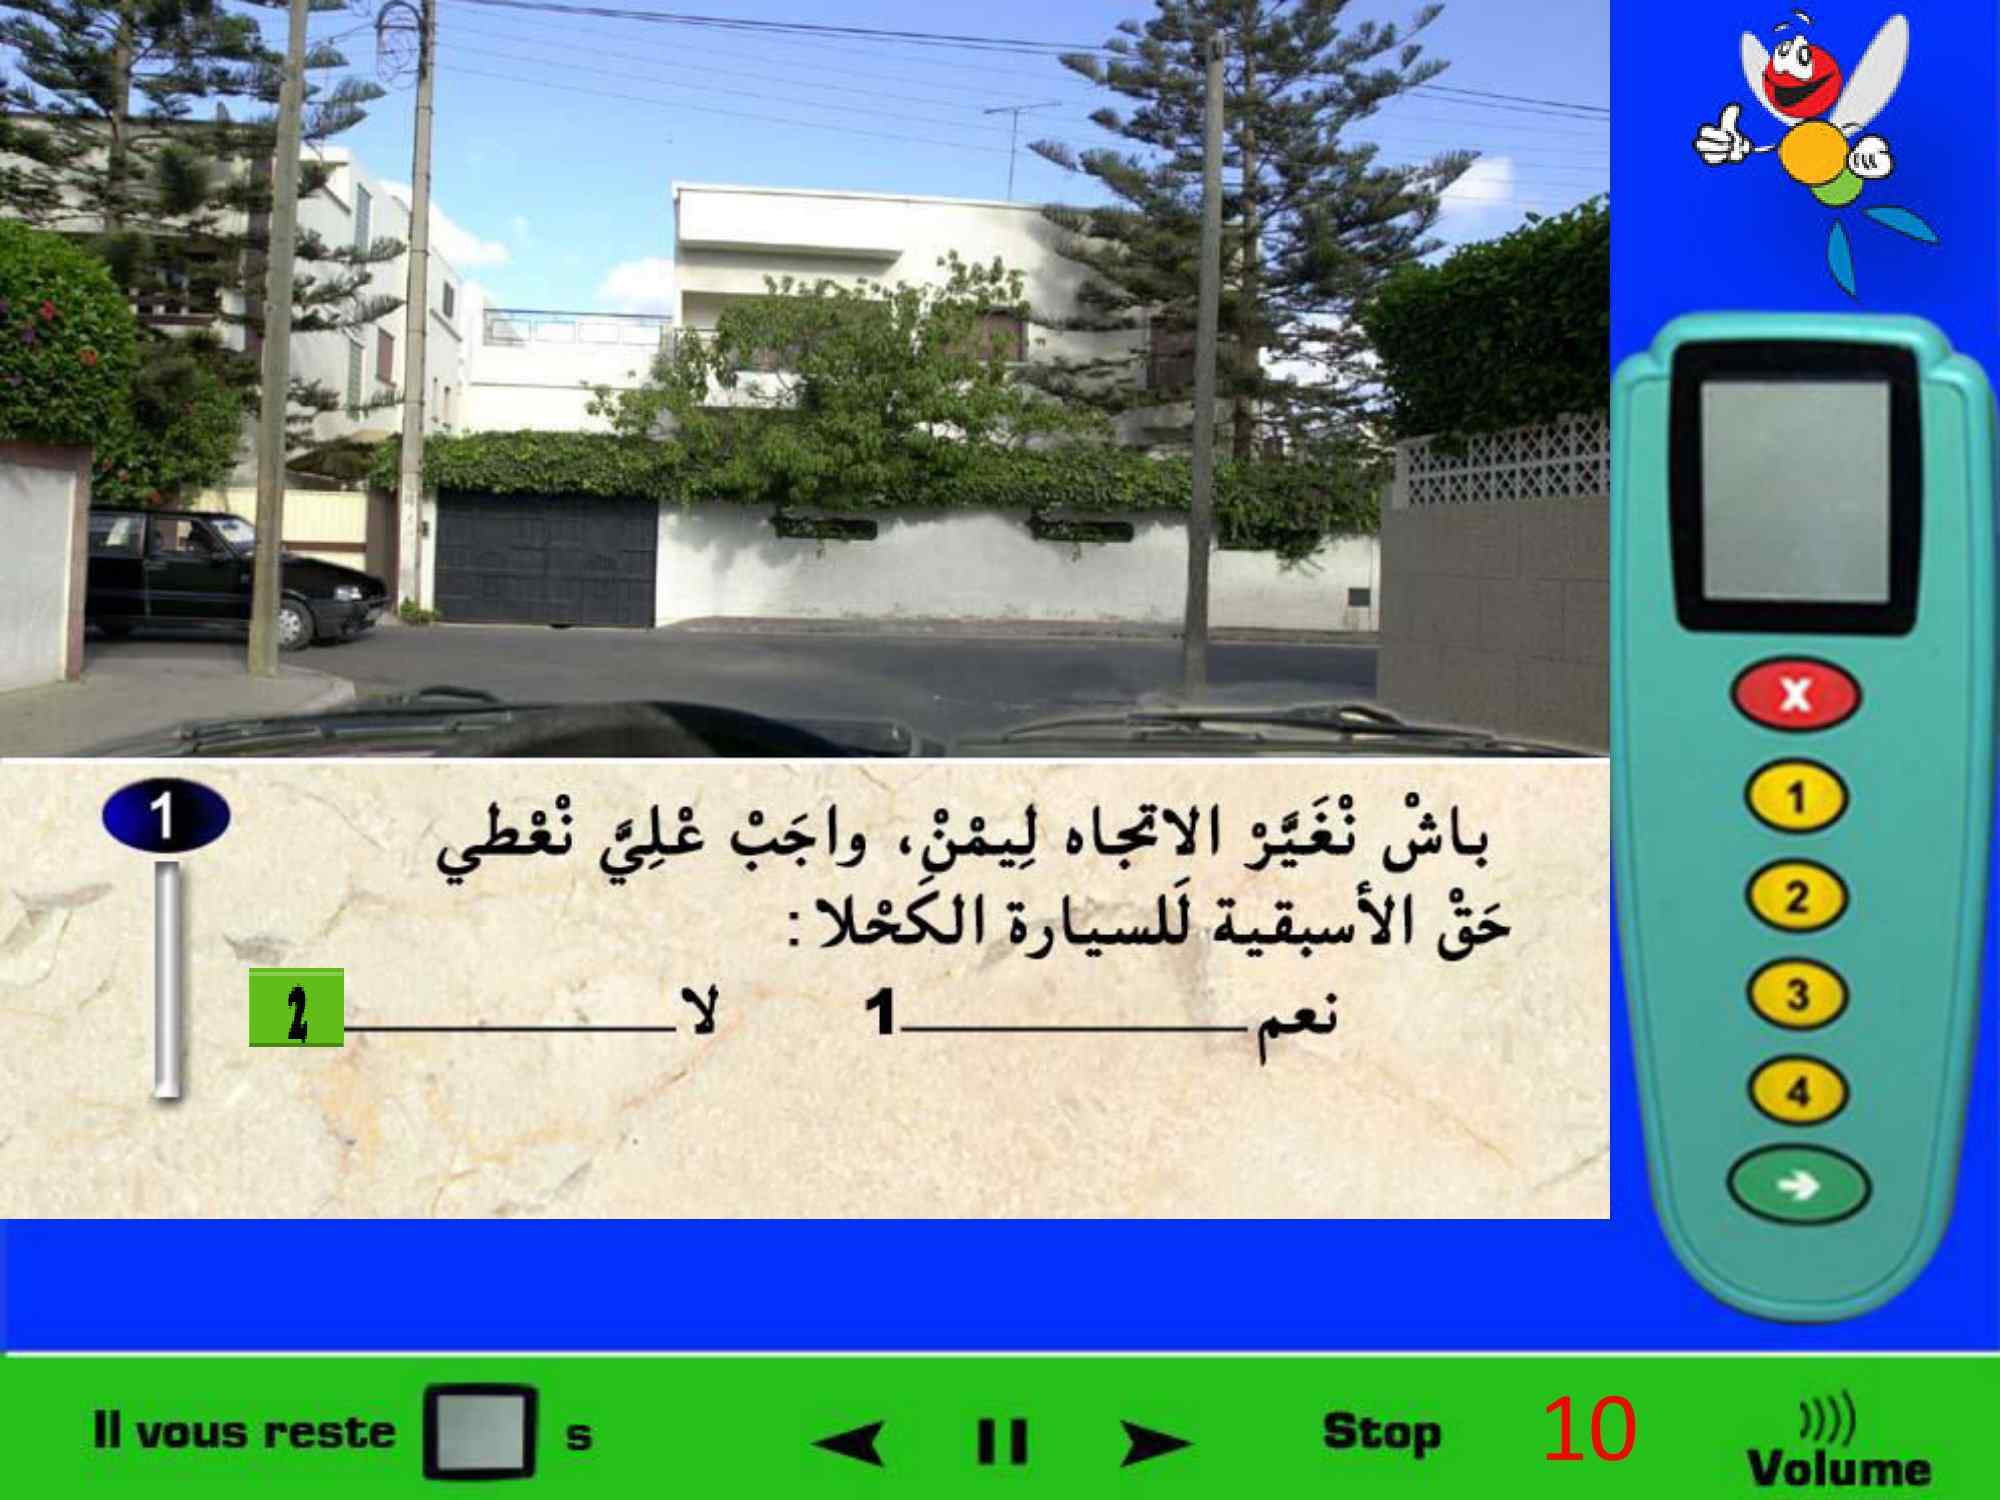 1
باشْ نْغَيَّرْ الاتجاه لِيمْنْ، واجَبْ عْلِيَّ نْعْطي
حَقْ الأسبقية لَلسيارة الكَحْلا :
نعم 1 لا 2
X
1
2
3
4
Il vous reste s Stop 10 Volume